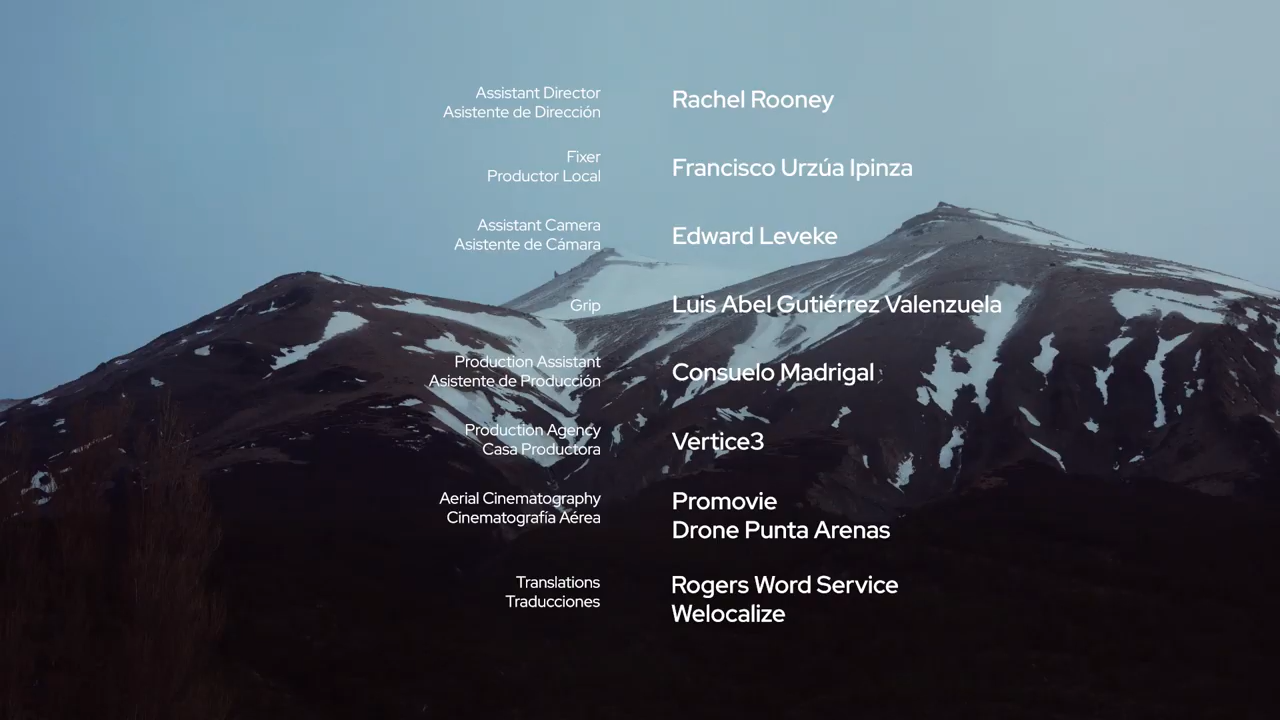 Assistant Director
Asistente de Dirección
Rachel Rooney
Fixer
Productor Local
Francisco Urzúa Ipinza
Assistant Camera
Asistente de Cámara
Edward Leveke
Grip
Luis Abel Gutiérrez Valenzuela
Production Assistant
Asistente de Producción
Consuelo Madrigal
Production Agency
Casa Productora
Vertice3
Aerial Cinematography
Cinematografía Aérea
Promovie
Drone Punta Arenas
Translations
Traducciones
Rogers Word Service
Welocalize